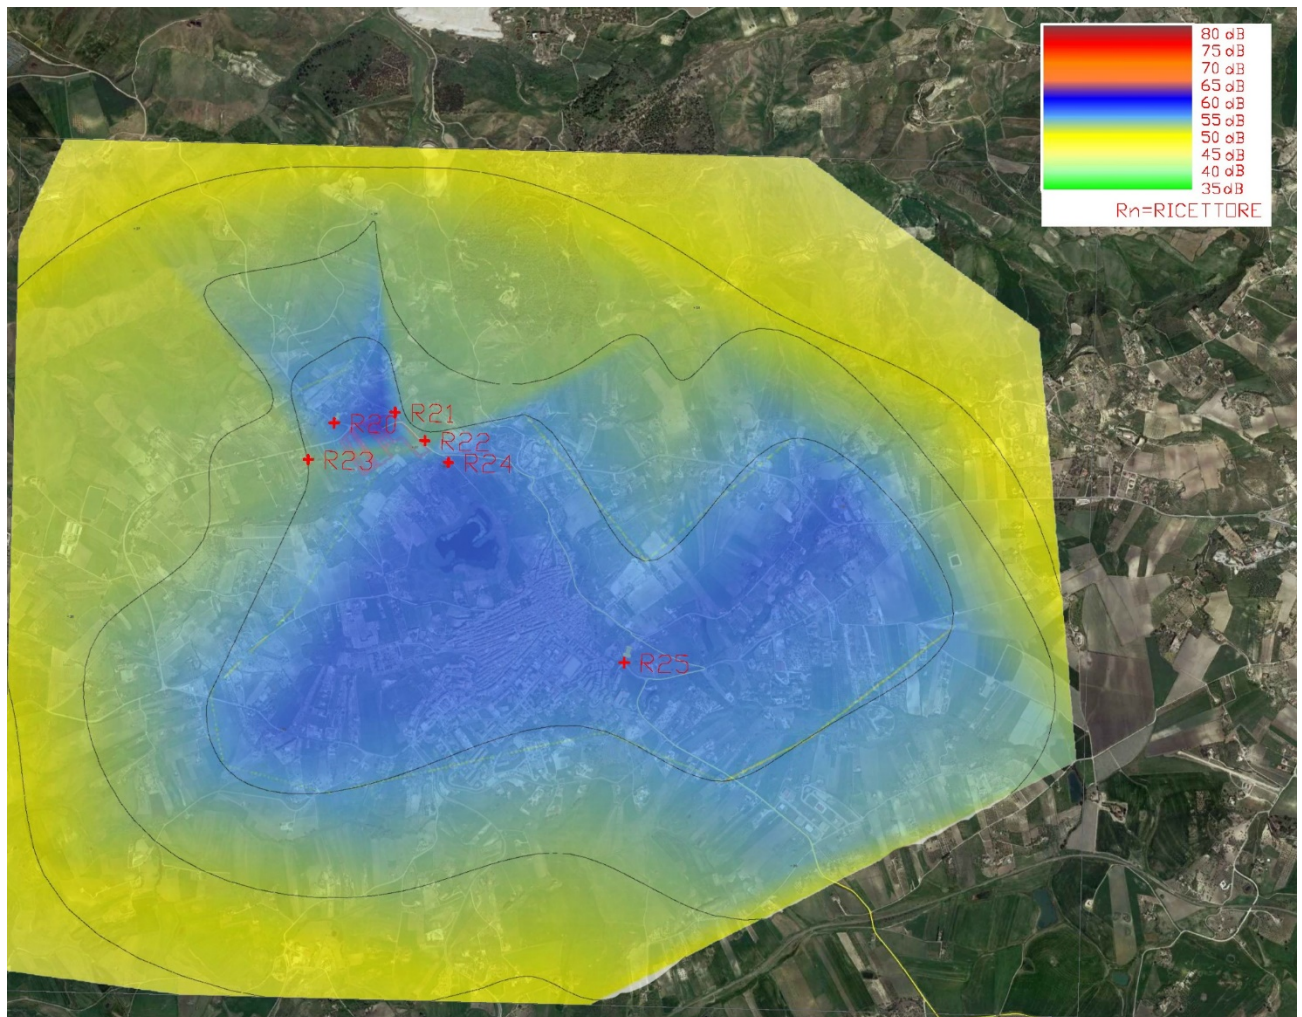 80 dB
75 dB
70 dB
65 dB
60 dB
55 dB
50 dB
45 dB
40 dB
35 dB
Rn=RICETTORE
R21
R20
R22
R23
R24
R25